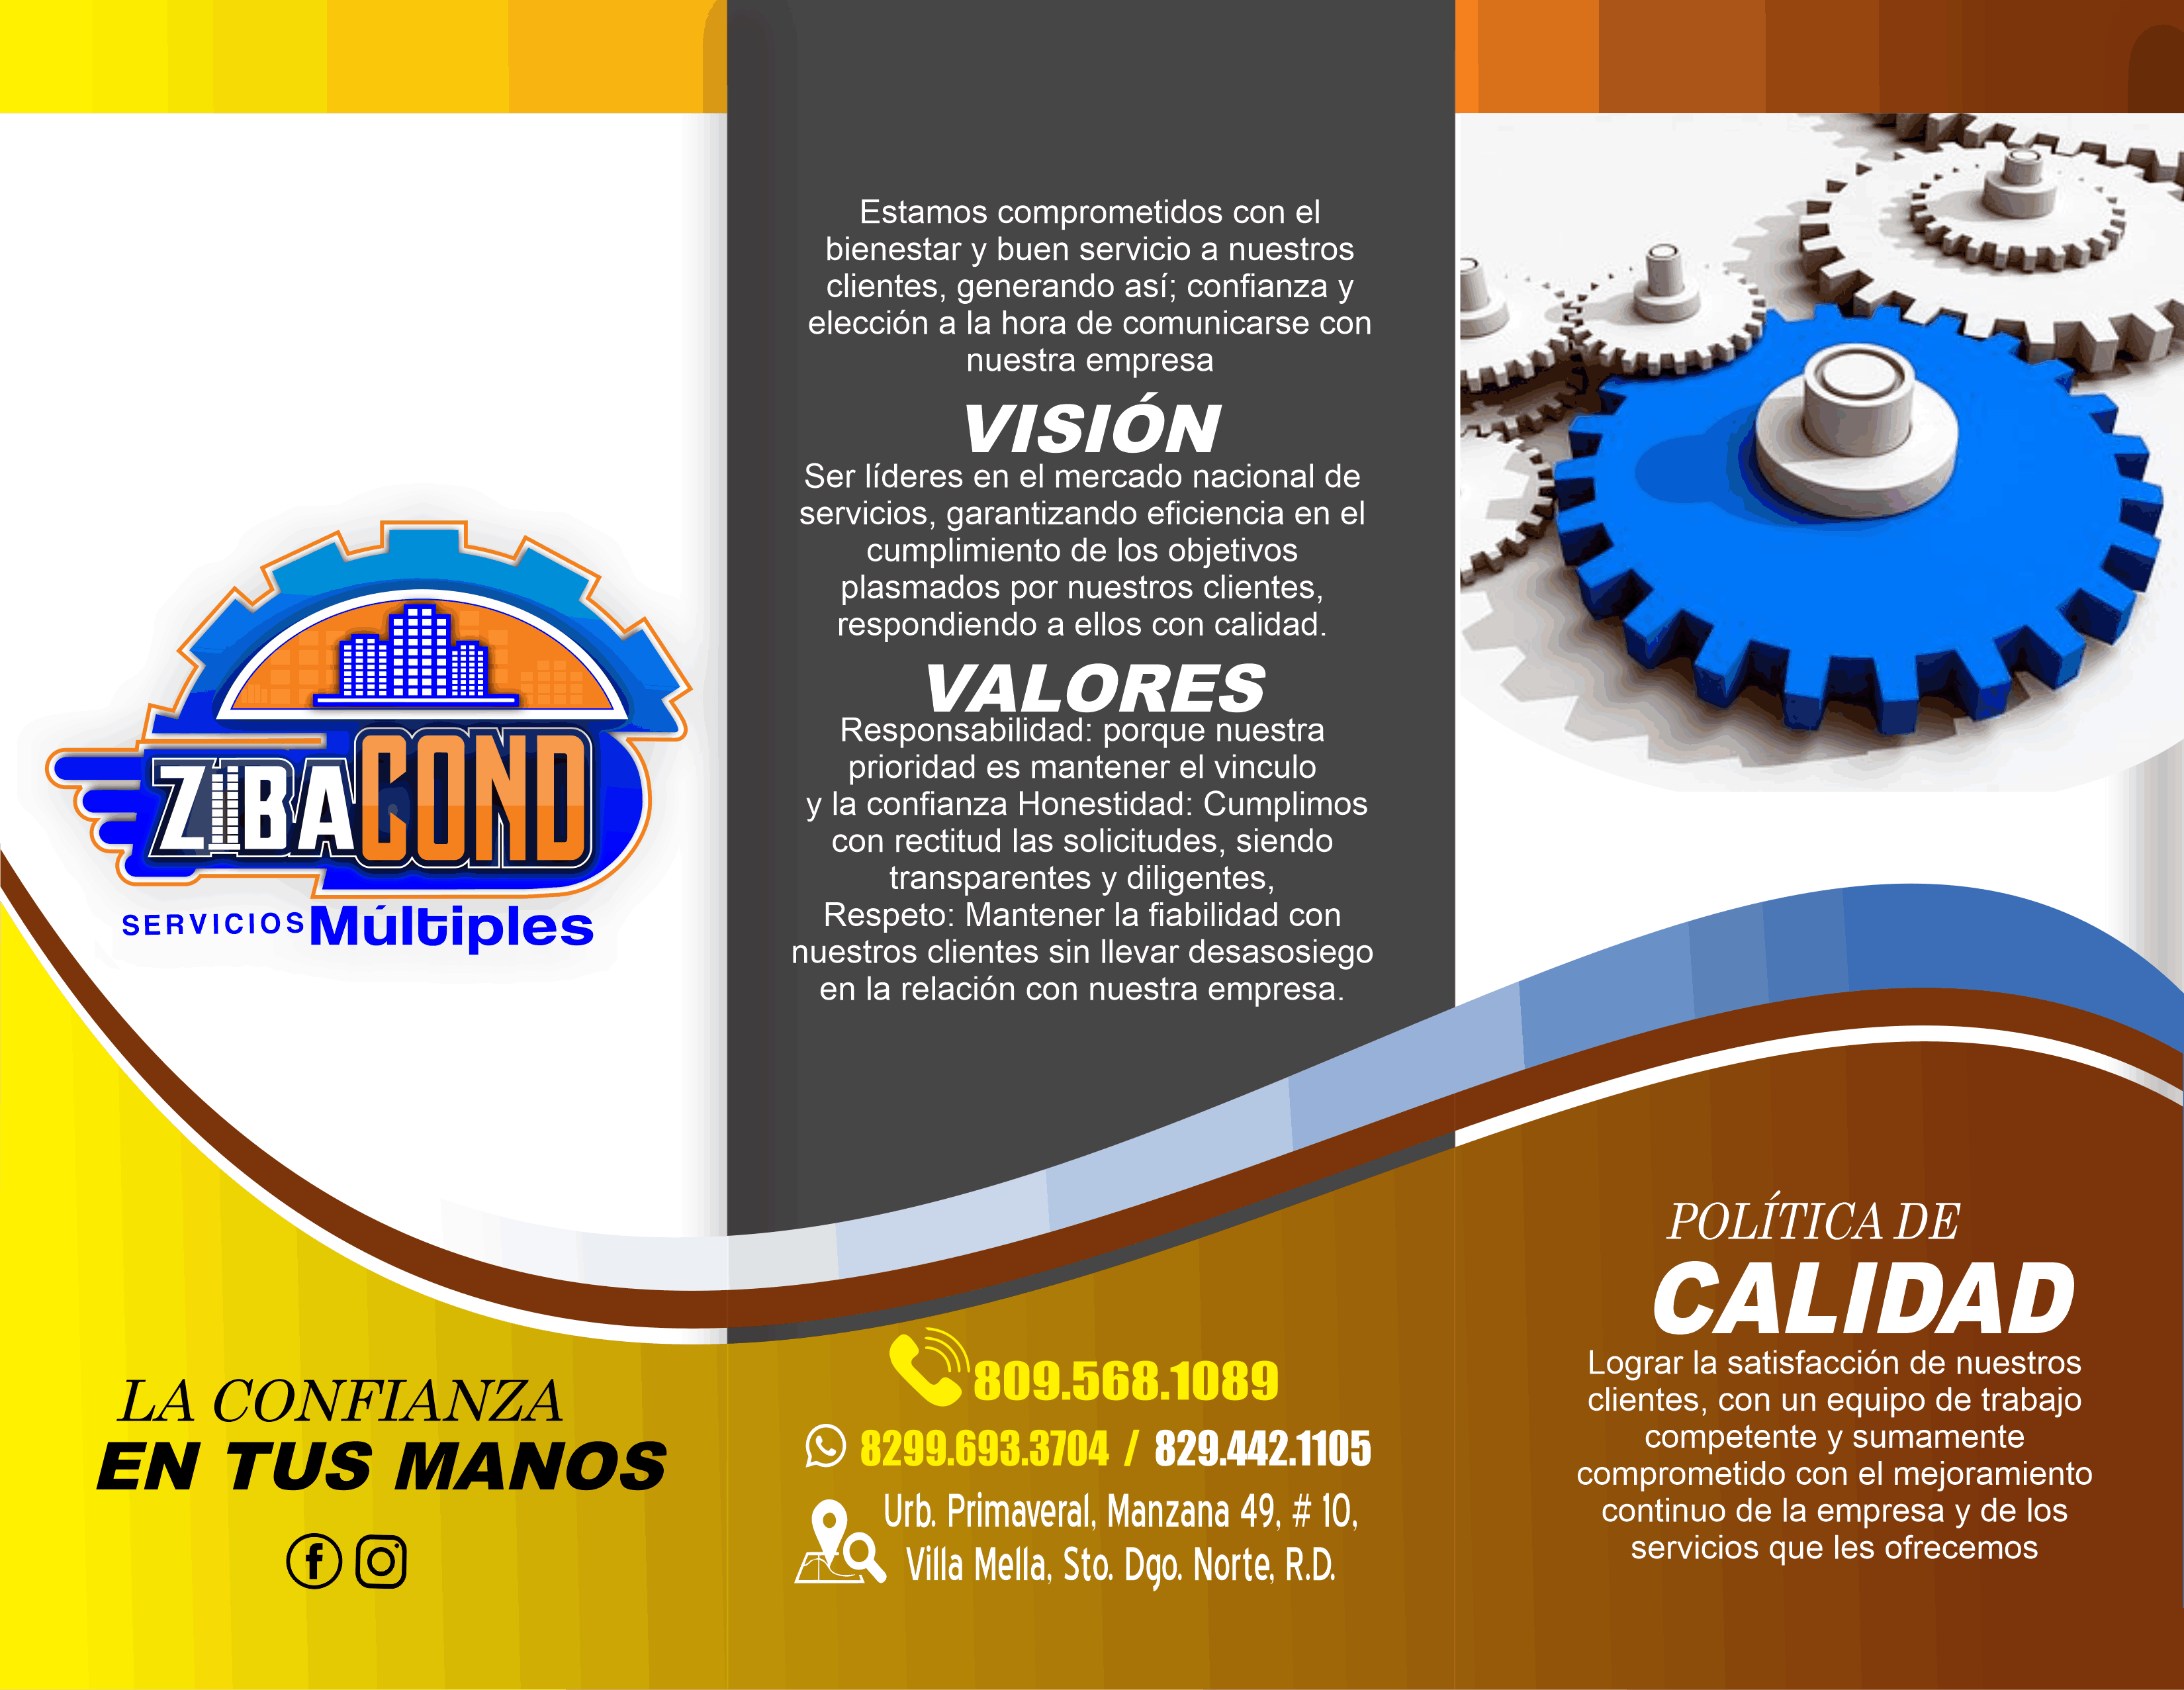 ZIBACOND
SERVICIOS Múltiples
LA CONFIANZA
EN TUS MANOS
Estamos comprometidos con el
bienestar y buen servicio a nuestros
clientes, generando así; confianza y
elección a la hora de comunicarse con
nuestra empresa
VISIÓN
Ser líderes en el mercado nacional de
servicios, garantizando eficiencia en el
cumplimiento de los objetivos
plasmados por nuestros clientes,
respondiendo a ellos con calidad.
VALORES
Responsabilidad: porque nuestra
prioridad es mantener el vinculo
y la confianza Honestidad: Cumplimos
con rectitud las solicitudes, siendo
transparentes y diligentes,
Respeto: Mantener la fiabilidad con
nuestros clientes sin llevar desasosiego
en la relación con nuestra empresa.
809.568.1089
8299.693.3704 / 829.442.1105
Urb. Primaveral, Manzana 49, # 10,
Villa Mella, Sto. Dgo. Norte, R.D.
POLÍTICA DE
CALIDAD
Lograr la satisfacción de nuestros
clientes, con un equipo de trabajo
competente y sumamente
comprometido con el mejoramiento
continuo de la empresa y de los
servicios que les ofrecemos